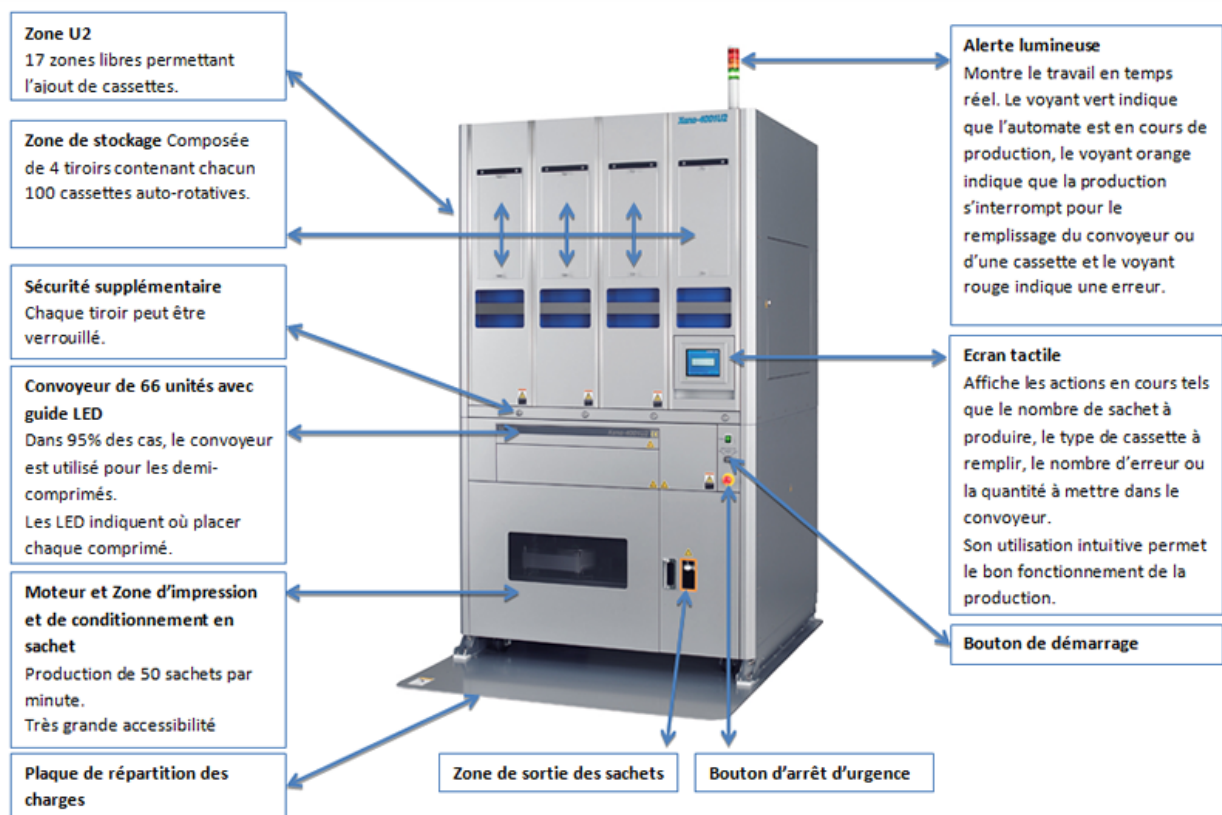 Zone U2
17 zones libres permettant
l'ajout de cassettes.
Zone de stockage Composée
de 4 tiroirs contenant chacun
100 cassettes auto-rotatives.
Sécurité supplémentaire
Chaque tiroir peut être
verrouillé.
Convoyeur de 66 unités avec
guide LED
Dans 95% des cas, le convoyeur
est utilisé pour les demi-
comprimés.
Les LED indiquent où placer
chaque comprimé.
Moteur et Zone d'impression
et de conditionnement en
sachet
Production de 50 sachets par
minute.
Très grande accessibilité
Plaque de répartition des
charges
Xana-4001U2
Zone de sortie des sachets
Bouton d'arrêt d'urgence
Alerte lumineuse
Montre le travail en temps
réel. Le voyant vert indique
que l'automate est en cours de
production, le voyant orange
indique que la production
s'interrompt pour le
remplissage du convoyeur ou
d'une cassette et le voyant
rouge indique une erreur.
Ecran tactile
Affiche les actions en cours tels
que le nombre de sachet à
produire, le type de cassette à
remplir, le nombre d'erreur ou
la quantité à mettre dans le
convoyeur.
Son utilisation intuitive permet
le bon fonctionnement de la
production.
Bouton de démarrage